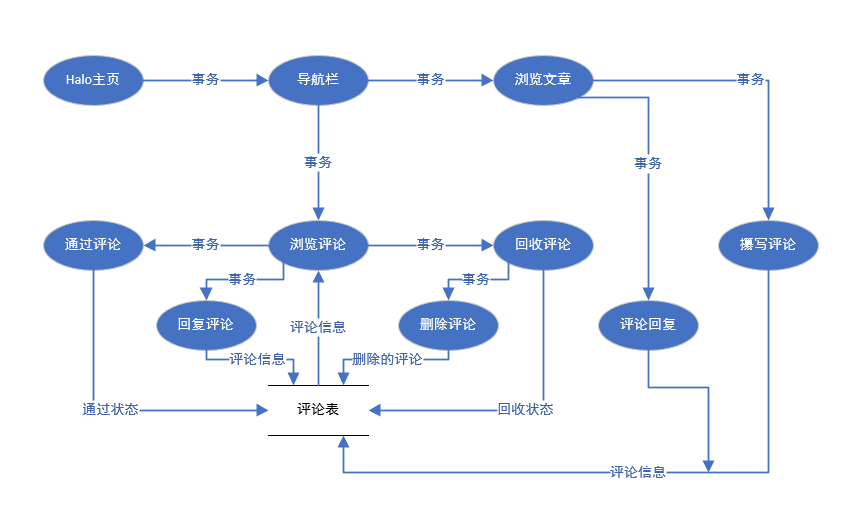 Halo主页
事务
导航栏
事务
浏览文章
事务
事务
事务
通过评论
事务
浏览评论
事务
回收评论
攥写评论
事务
事务
回复评论
评论信息
删除评论
评论回复
评论信息
删除的评论
通过状态
评论表
回收状态
评论信息